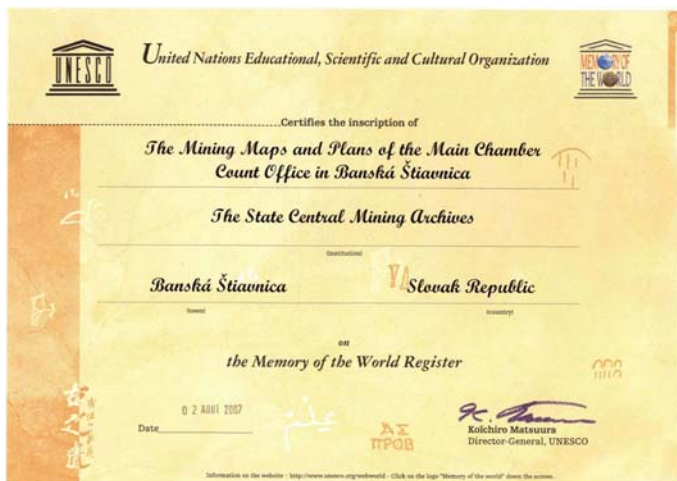 UNESCO
United Nations Educational, Scientific and Cultural Organization
MEMORY OF THE WORLD
Certifies the inscription of
The Mining Maps and Plans of the Main Chamber
Count Office in Banská Štiavnica
The State Central Mining Archives
(institution)
Banská Štiavnica
Slovak Republic
(town)
(country)
on
the Memory of the World Register
0 2 AOUT 2007
Date
Koïchiro Matsuura
Director-General, UNESCO
ΠΡΟΒ
Information on the website : http://www.unesco.org/webworld - Click on the logo "Memory of the world" down the screen.